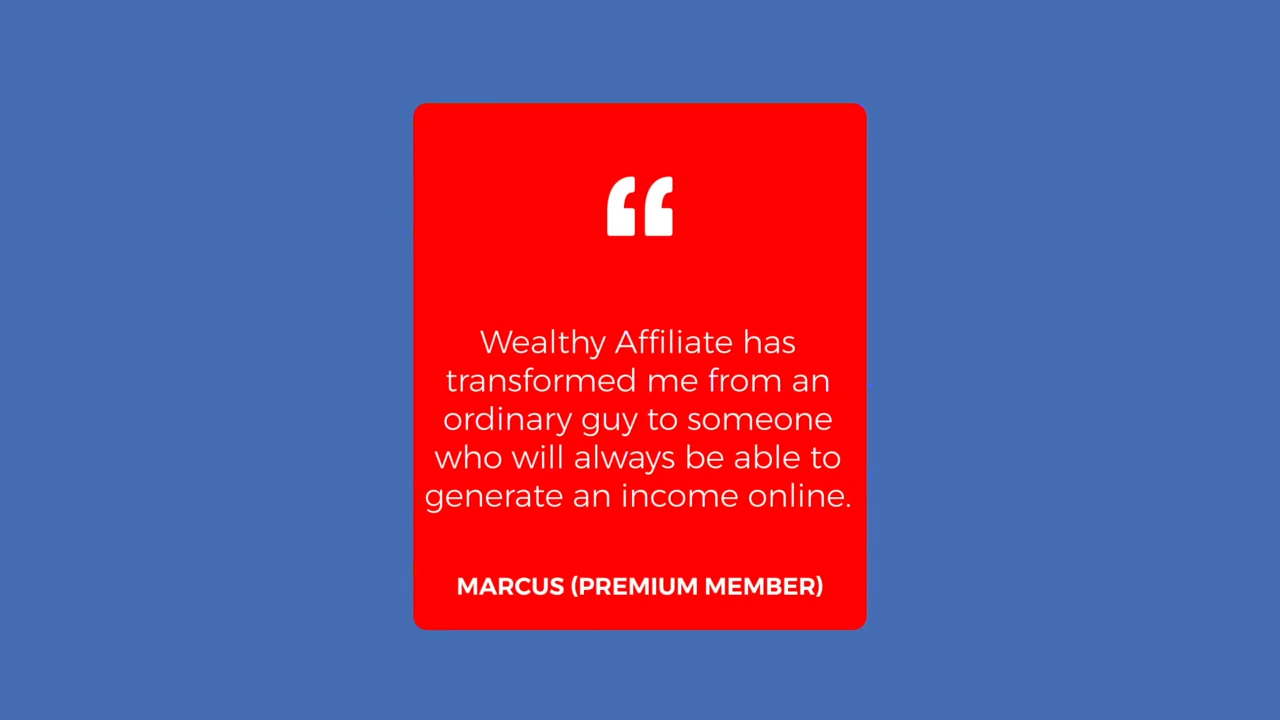 “
Wealthy Affiliate has
transformed me from an
ordinary guy to someone
who will always be able to
generate an income online.
MARCUS (PREMIUM MEMBER)